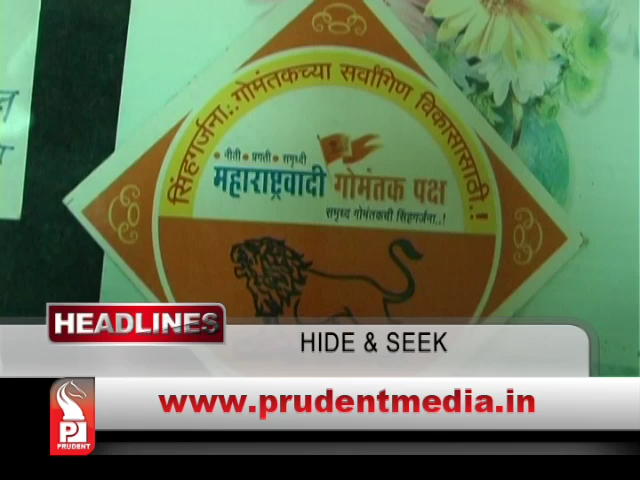 सिंहगर्जना..गोमंतकच्या सर्वांगिण विकासासाठी.!
• नीती • प्रगती • समृध्दी
महाराष्ट्रवादी गोमंतक पक्ष
समृध्द गोमंतकची सिंहगर्जना..!
HEADLINES
HIDE & SEEK
www.prudentmedia.in
PRUDENT